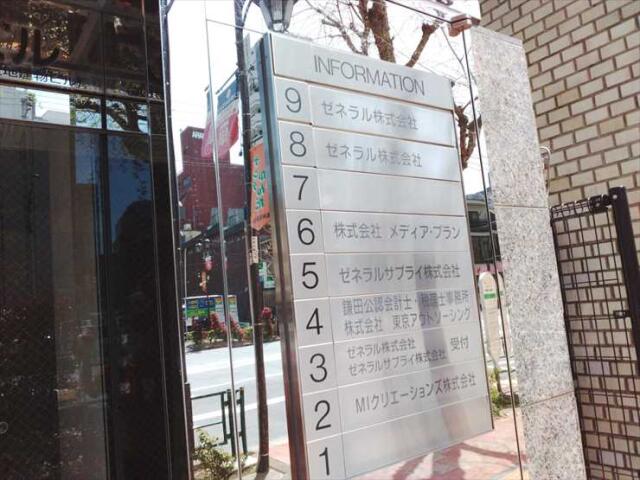 INFORMATION
9 ゼネラル株式会社
8 ゼネラル株式会社
7
6 株式会社 メディア・プラン
5 ゼネラルサプライ株式会社
4 鎌田公認会計士・税理士事務所
株式会社 東京アウトソーシング
3 ゼネラル株式会社 受付
ゼネラルサプライ株式会社
2 MIクリエーションズ株式会社
1